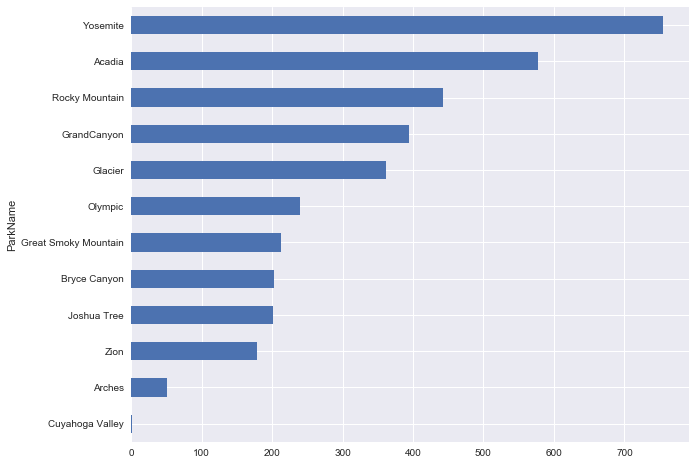 Yosemite
Acadia
Rocky Mountain
GrandCanyon
Glacier
Olympic
ParkName
Great Smoky Mountain
Bryce Canyon
Joshua Tree
Zion
Arches
Cuyahoga Valley
0 100 200 300 400 500 600 700